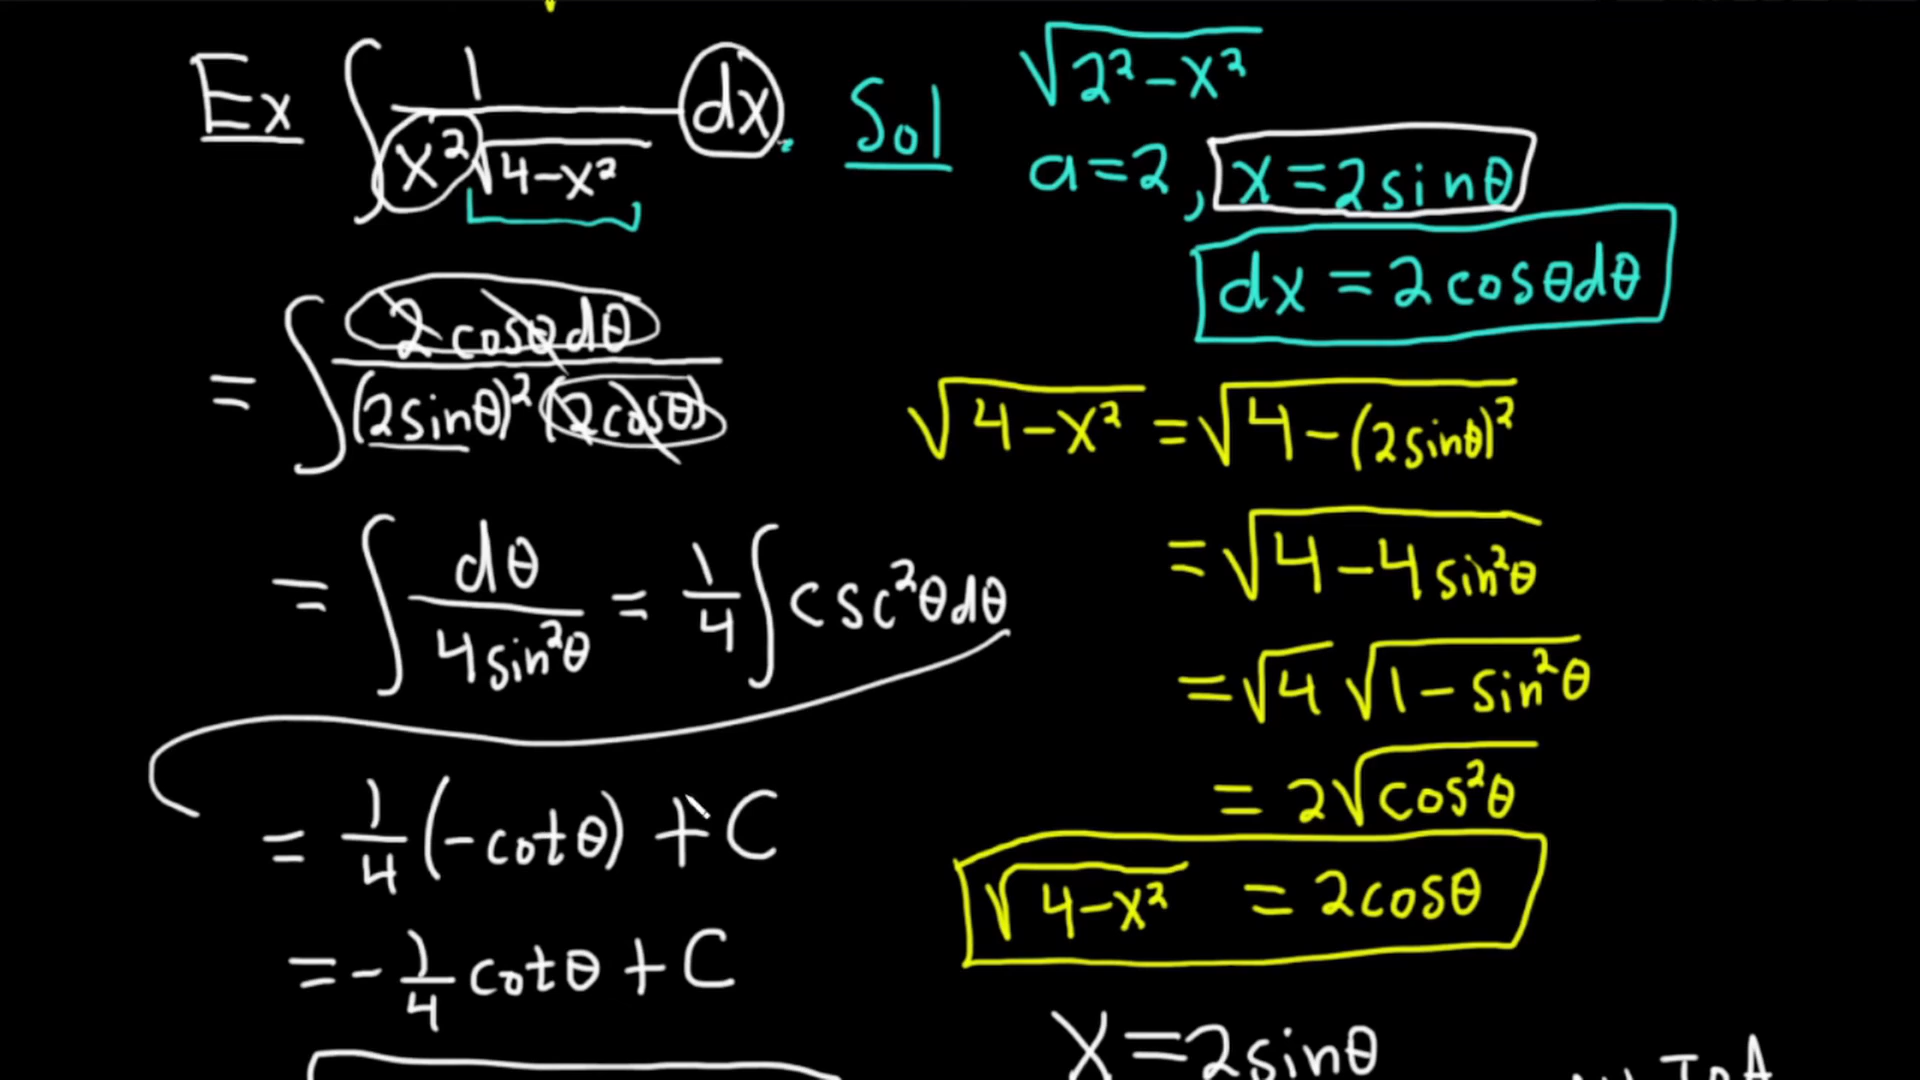 Ex ∫ 1/(x²√(4-x²)) dx. Sol √(2²-x²)
a=2, x=2sinθ
dx=2cosθdθ
= ∫ 2cosθdθ/((2sinθ)²(2cosθ))
√(4-x²) = √(4-(2sinθ)²)
= √(4-4sin²θ)
= ∫ dθ/(4sin²θ) = 1/4 ∫ csc²θdθ
= √4 √(1-sin²θ)
= 2√(cos²θ)
= 1/4 (-cotθ) + C
√(4-x²) = 2cosθ
= -1/4 cotθ + C
x=2sinθ